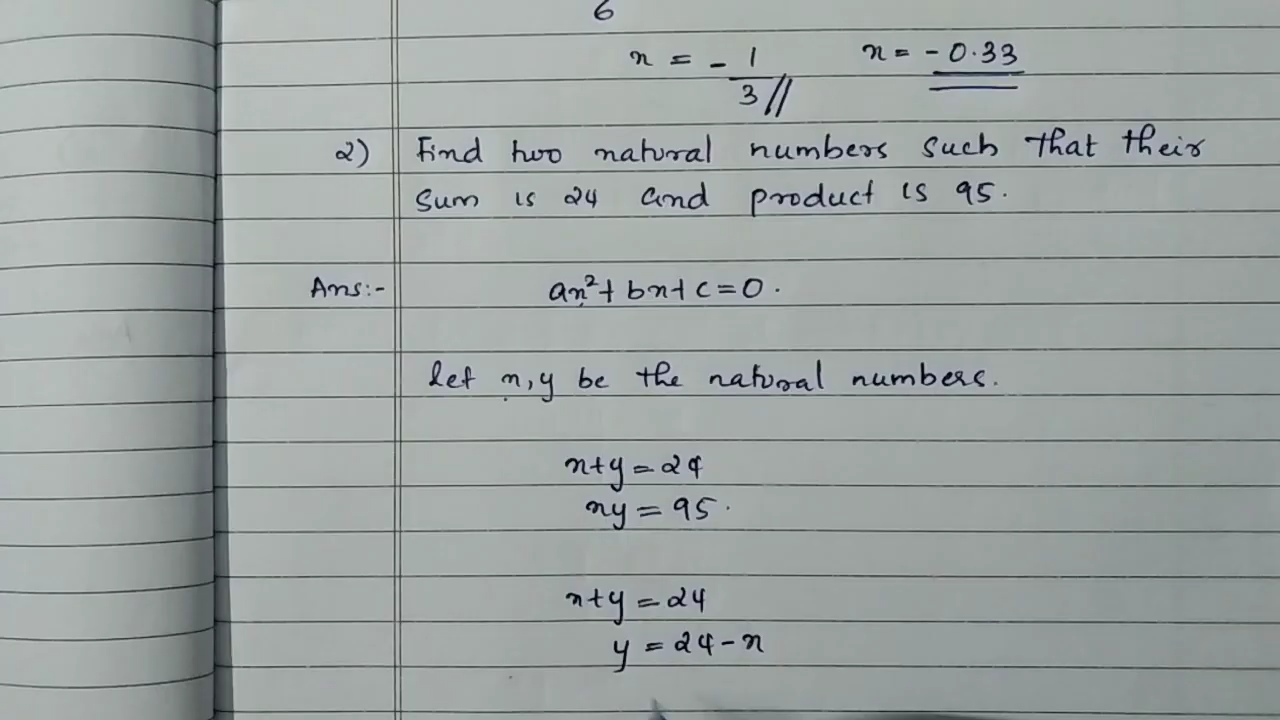 6
x = - 1/3 // x = - 0.33
2) Find two natural numbers such that their
sum is 24 and product is 95.
Ans:- ax²+ bx+ c = 0.
let x, y be the natural numbers.
x+y = 24
xy = 95.
x+y = 24
y = 24 - x